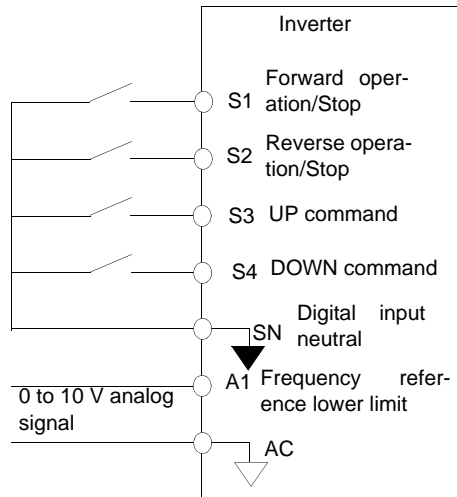 Inverter
S1 Forward oper-
ation/Stop
S2 Reverse opera-
tion/Stop
S3 UP command
S4 DOWN command
SN Digital input
neutral
A1 Frequency refer-
ence lower limit
0 to 10 V analog
signal
AC